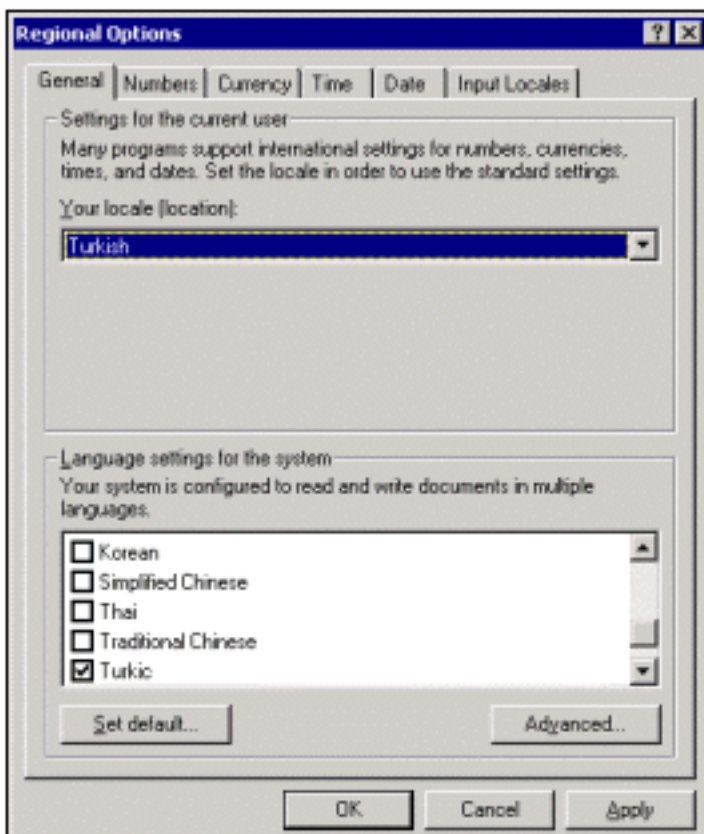 Regional Options
General Numbers Currency Time Date Input Locales
Settings for the current user
Many programs support international settings for numbers, currencies,
times, and dates. Set the locale in order to use the standard settings.
Your locale (location):
Turkish
Language settings for the system
Your system is configured to read and write documents in multiple
languages.
Korean
Simplified Chinese
Thai
Traditional Chinese
Turkic
Set default... Advanced...
OK Cancel Apply